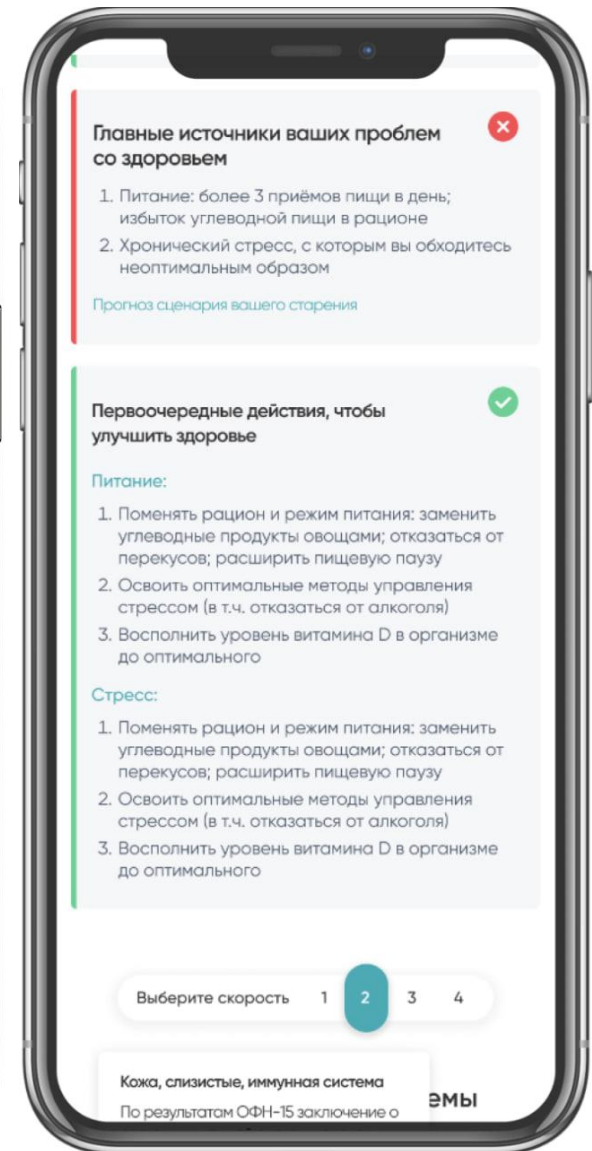 Главные источники ваших проблем
со здоровьем
1. Питание: более 3 приёмов пищи в день;
избыток углеводной пищи в рационе
2. Хронический стресс, с которым вы обходитесь
неоптимальным образом
Прогноз сценария вашего старения
Первоочередные действия, чтобы
улучшить здоровье
Питание:
1. Поменять рацион и режим питания: заменить
углеводные продукты овощами; отказаться от
перекусов; расширить пищевую паузу
2. Освоить оптимальные методы управления
стрессом (в т.ч. отказаться от алкоголя)
3. Восполнить уровень витамина D в организме
до оптимального
Стресс:
1. Поменять рацион и режим питания: заменить
углеводные продукты овощами; отказаться от
перекусов; расширить пищевую паузу
2. Освоить оптимальные методы управления
стрессом (в т.ч. отказаться от алкоголя)
3. Восполнить уровень витамина D в организме
до оптимального
Выберите скорость 1 2 3 4
Кожа, слизистые, иммунная система
емы
По результатам ОФН-15 заключение о